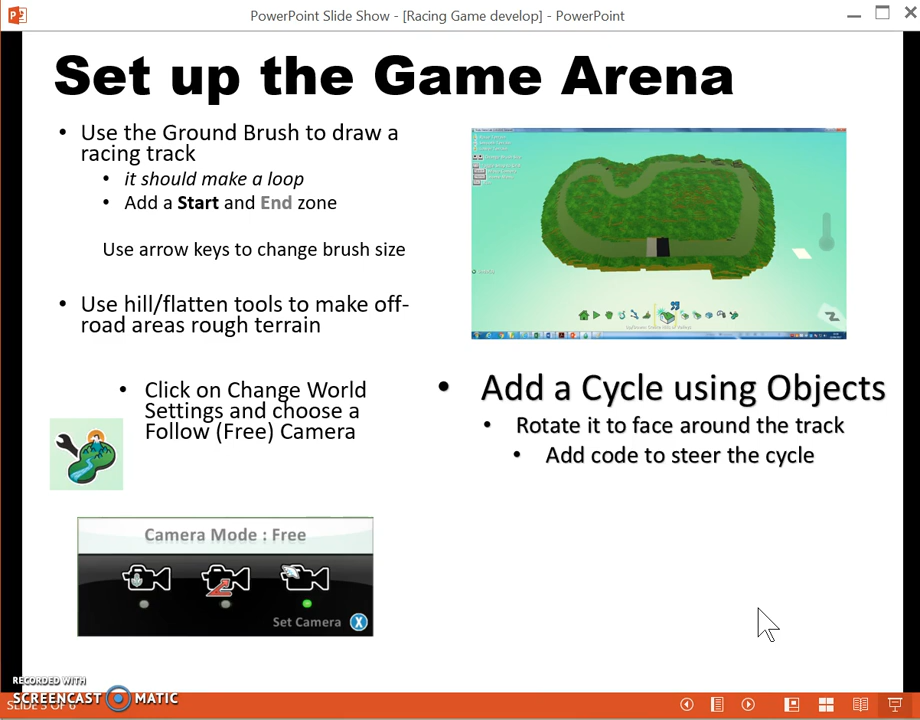 PowerPoint Slide Show - [Racing Game develop] - PowerPoint
Set up the Game Arena
• Use the Ground Brush to draw a
racing track
• it should make a loop
• Add a Start and End zone
Use arrow keys to change brush size
• Use hill/flatten tools to make off-
road areas rough terrain
• Click on Change World
Settings and choose a
Follow (Free) Camera
Camera Mode : Free
Set Camera X
• Add a Cycle using Objects
• Rotate it to face around the track
• Add code to steer the cycle
RECORDED WITH
SCREENCAST MATIC